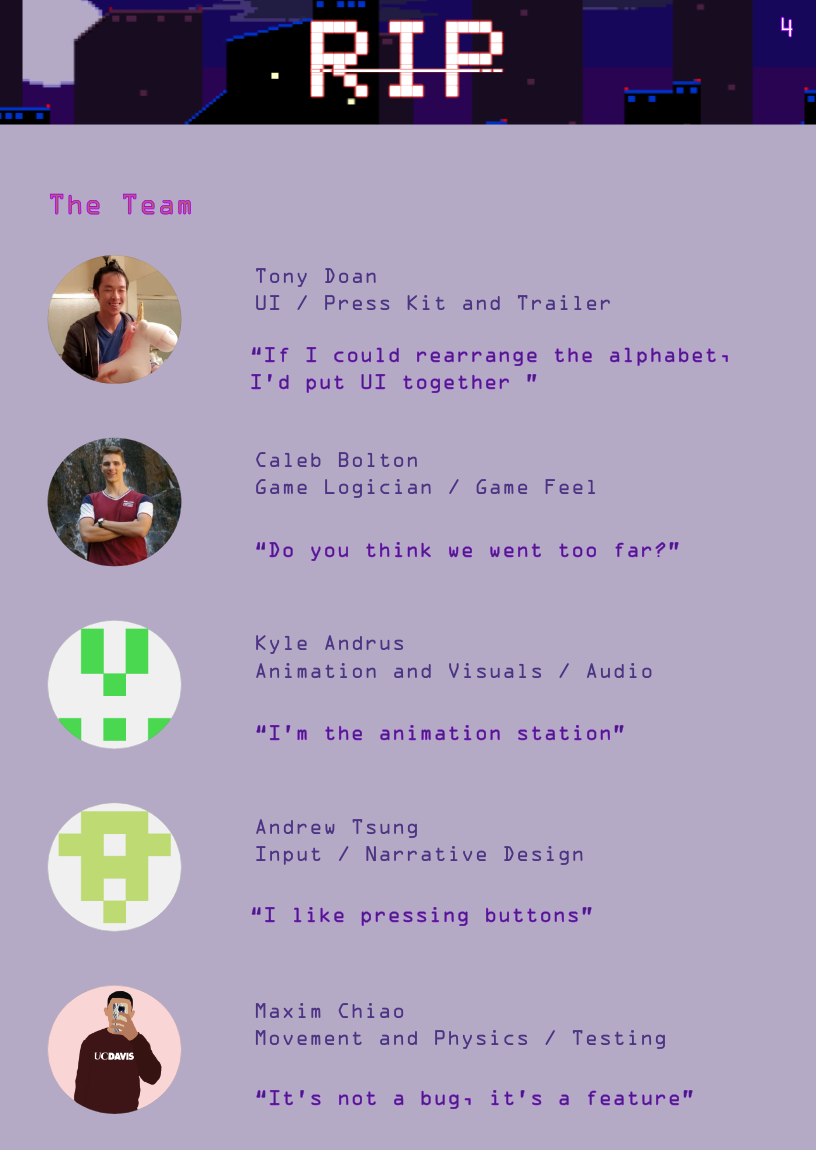 RIP
4
The Team
Tony Doan
UI / Press Kit and Trailer
“If I could rearrange the alphabet,
I'd put UI together ”
Caleb Bolton
Game Logician / Game Feel
“Do you think we went too far?”
Kyle Andrus
Animation and Visuals / Audio
“I'm the animation station”
Andrew Tsung
Input / Narrative Design
“I like pressing buttons”
Maxim Chiao
Movement and Physics / Testing
UCDAVIS
“It's not a bug, it's a feature”